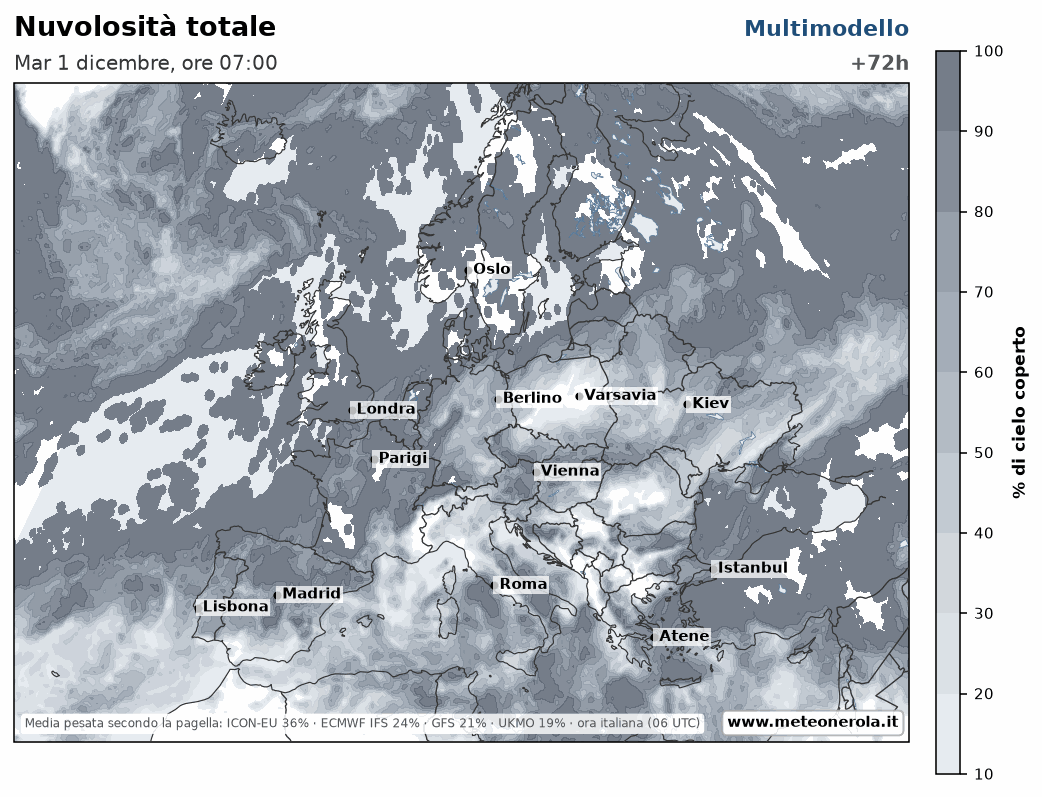 Nuvolosità totale
Multimodello
Mar 1 dicembre, ore 07:00
+72h
100
90
80
70
60
50
40
30
20
10
% di cielo coperto
Oslo
Berlino
Varsavia
Kiev
Londra
Parigi
Vienna
Istanbul
Roma
Madrid
Lisbona
Atene
Media pesata secondo la pagella: ICON-EU 36% · ECMWF IFS 24% · GFS 21% · UKMO 19% · ora italiana (06 UTC)
www.meteonerola.it